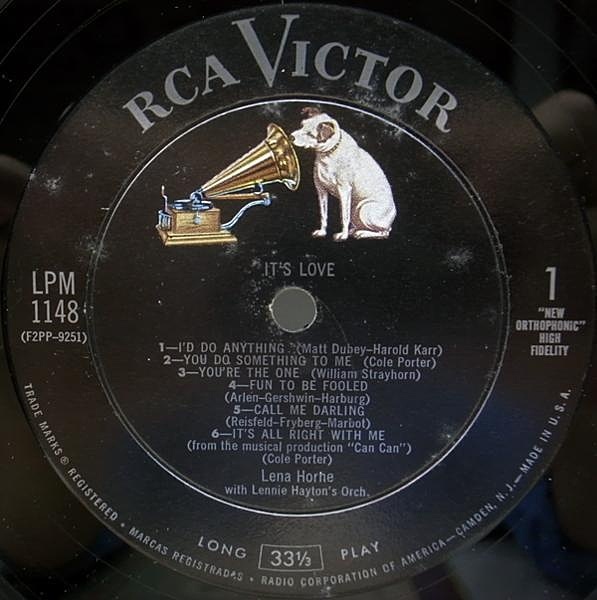 RCA VICTOR
IT'S LOVE
LPM
1148
(F2PP-9251)
1
"NEW
ORTHOPHONIC"
HIGH
FIDELITY
1—I'D DO ANYTHING (Matt Dubey—Harold Karr)
2—YOU DO SOMETHING TO ME (Cole Porter)
3—YOU'RE THE ONE (William Strayhorn)
4—FUN TO BE FOOLED
(Arlen-Gershwin-Harburg)
5—CALL ME DARLING
(Reisfeld-Fryberg-Marbot)
6—IT'S ALL RIGHT WITH ME
(from the musical production "Can Can")
(Cole Porter)
Lena Horne
with Lennie Hayton's Orch.
LONG 33⅓ PLAY
TRADE MARKS ® REGISTERED • MARCAS REGISTRADAS • RADIO CORPORATION OF AMERICA—CAMDEN, N. J.—MADE IN U. S. A.